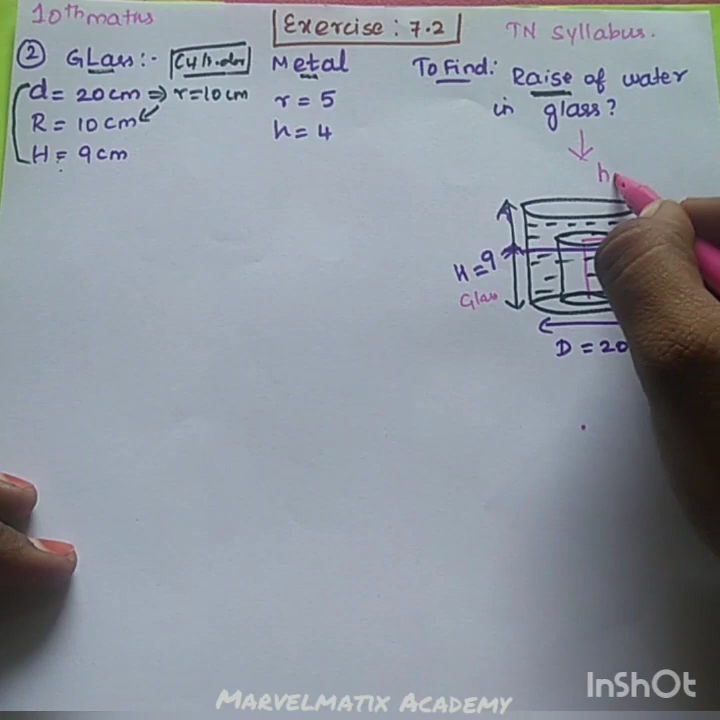 10th maths
Exercise : 7.2
TN Syllabus.
② GLass :- Cylinder
d = 20cm ⇒ r=10cm
R = 10cm
H = 9cm
Metal
r = 5
h = 4
To Find: Raise of water
in glass?
h
H = 9
Glass
D = 20
MARVELMATIX ACADEMY
INSHOT